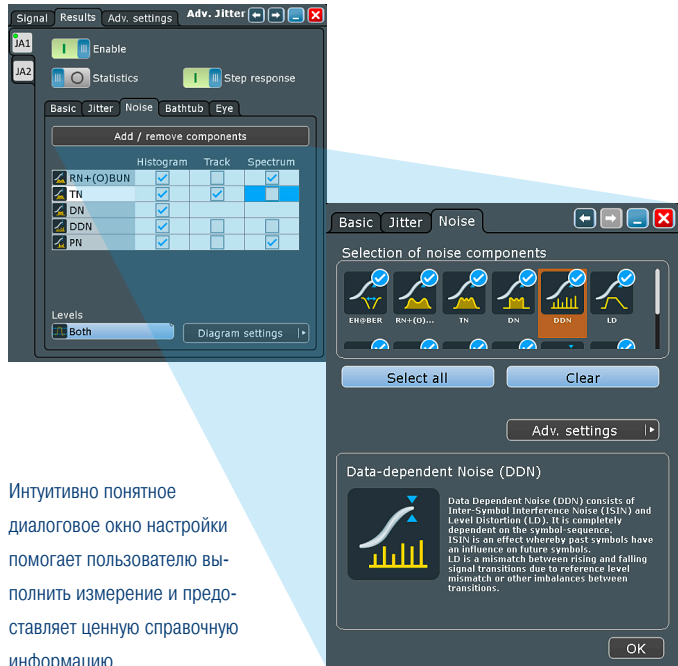 Signal Results Adv. settings Adv. Jitter
JA1
Enable
JA2
Statistics Step response
Basic Jitter Noise Bathtub Eye
Add / remove components
Histogram Track Spectrum
RN+(O)BUN
TN
DN
DDN
PN
Levels
Both Diagram settings
Basic Jitter Noise
Selection of noise components
EH@BER RN+(O)... TN DN DDN LD
Select all Clear
Adv. settings
Data-dependent Noise (DDN)
Data Dependent Noise (DDN) consists of
Inter-Symbol Interference Noise (ISIN) and
Level Distortion (LD). It is completely
dependent on the symbol-sequence.
ISIN is an effect whereby past symbols have
an influence on future symbols.
LD is a mismatch between rising and falling
signal transitions due to reference level
mismatch or other imbalances between
transitions.
OK
Интуитивно понятное
диалоговое окно настройки
помогает пользователю вы-
полнить измерение и предо-
ставляет ценную справочную
информацию